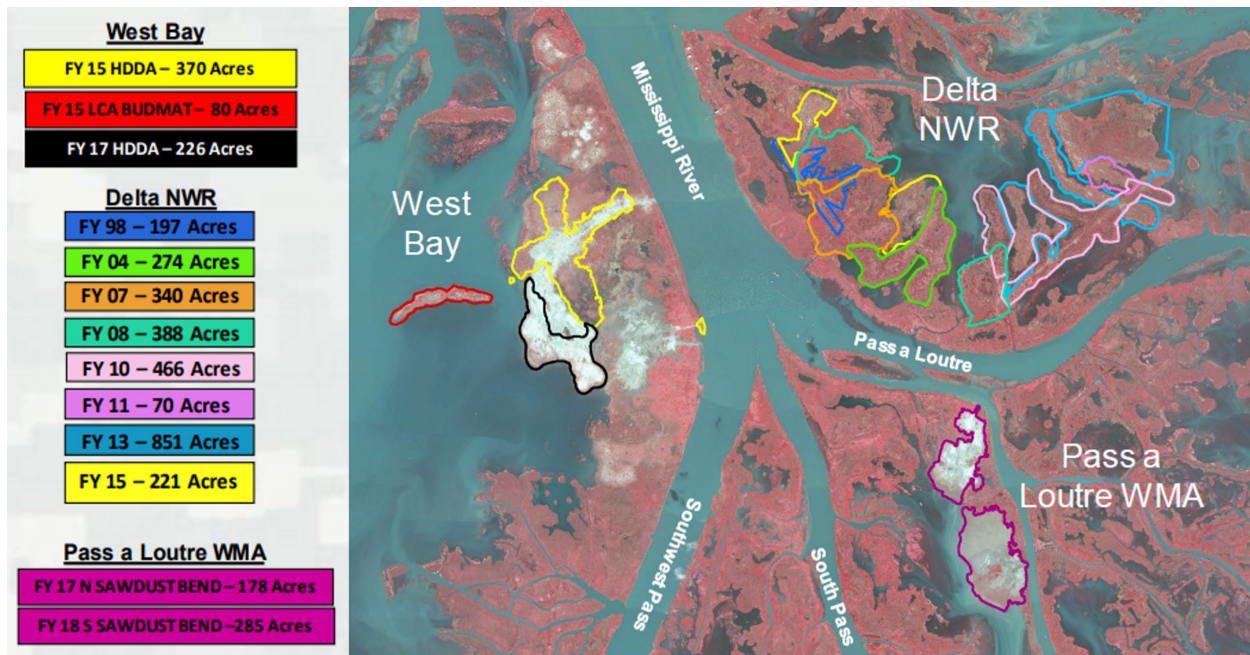 West Bay
FY 15 HDDA – 370 Acres
FY 15 LCA BUDMAT – 80 Acres
FY 17 HDDA – 226 Acres
Delta NWR
FY 98 – 197 Acres
FY 04 – 274 Acres
FY 07 – 340 Acres
FY 08 – 388 Acres
FY 10 – 466 Acres
FY 11 – 70 Acres
FY 13 – 851 Acres
FY 15 – 221 Acres
Pass a Loutre WMA
FY 17 N SAWDUST BEND – 178 Acres
FY 18 S SAWDUST BEND –285 Acres
Mississippi River
Delta
NWR
West
Bay
Pass a Loutre
Pass a
Loutre WMA
Southwest Pass
South Pass